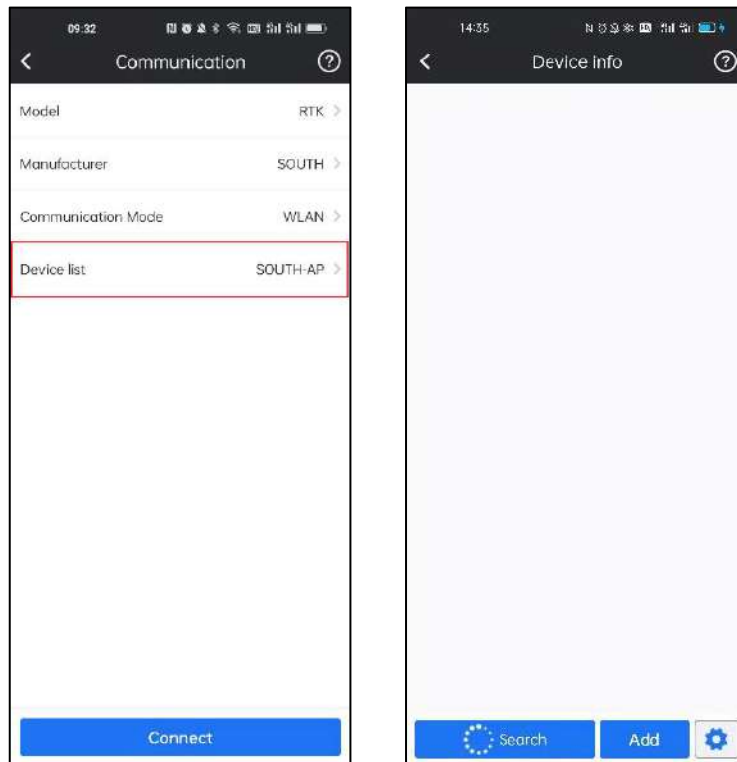 09:32
Communication
Model RTK
Manufacturer SOUTH
Communication Mode WLAN
Device list SOUTH-AP
Connect
14:35
Device info
Search Add